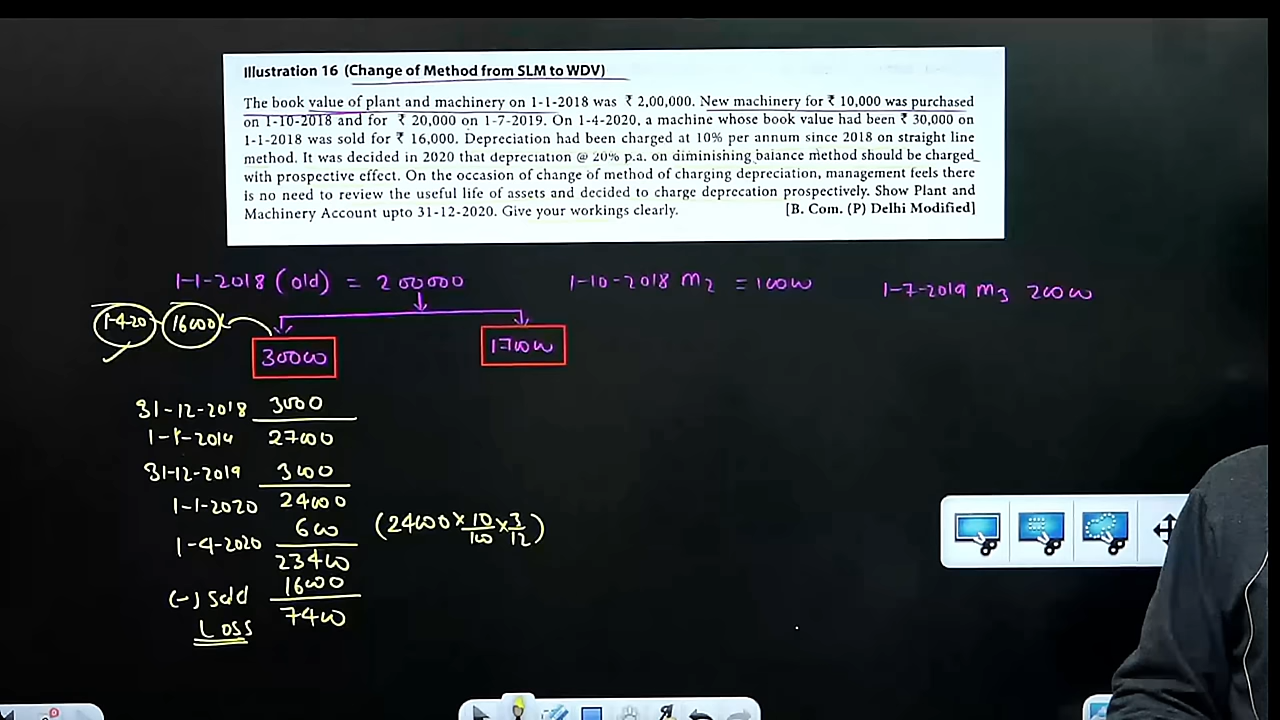 Illustration 16 (Change of Method from SLM to WDV)
The book value of plant and machinery on 1-1-2018 was ₹ 2,00,000. New machinery for ₹ 10,000 was purchased
on 1-10-2018 and for ₹ 20,000 on 1-7-2019. On 1-4-2020, a machine whose book value had been ₹ 30,000 on
1-1-2018 was sold for ₹ 16,000. Depreciation had been charged at 10% per annum since 2018 on straight line
method. It was decided in 2020 that depreciation @ 20% p.a. on diminishing balance method should be charged
with prospective effect. On the occasion of change of method of charging depreciation, management feels there
is no need to review the useful life of assets and decided to charge deprecation prospectively. Show Plant and
Machinery Account upto 31-12-2020. Give your workings clearly. [B. Com. (P) Delhi Modified]
1-1-2018 (old) = 200000
1-10-2018 M2 = 10000
1-7-2019 M3 20000
1-4-20 16000
30000
170000
31-12-2018 3000
27000
31-12-2019 3000
1-1-2020 24000
1-4-2020 600 (24000 × 10/100 × 3/12)
23400
(-) Sold 16000
Loss 7400